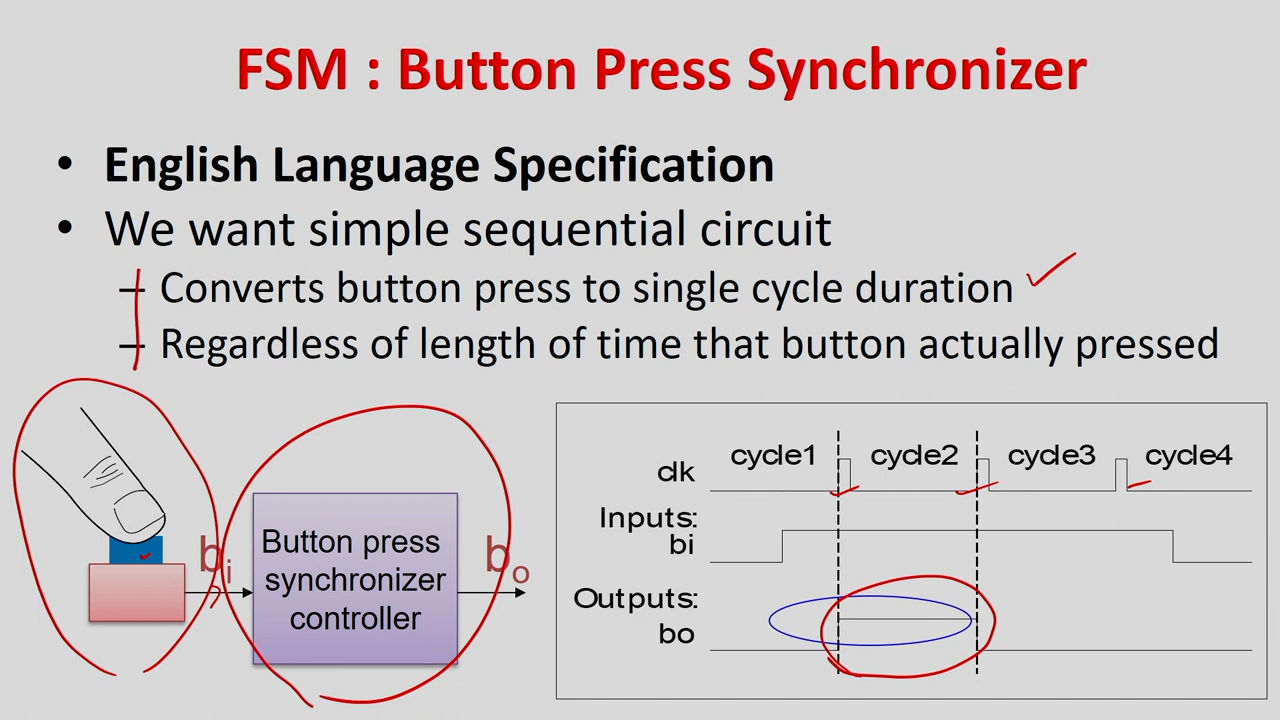 FSM : Button Press Synchronizer
• English Language Specification
• We want simple sequential circuit
– Converts button press to single cycle duration
– Regardless of length of time that button actually pressed
bi
Button press
synchronizer
controller
bo
clk
cycle1 cycle2 cycle3 cycle4
Inputs:
bi
Outputs:
bo